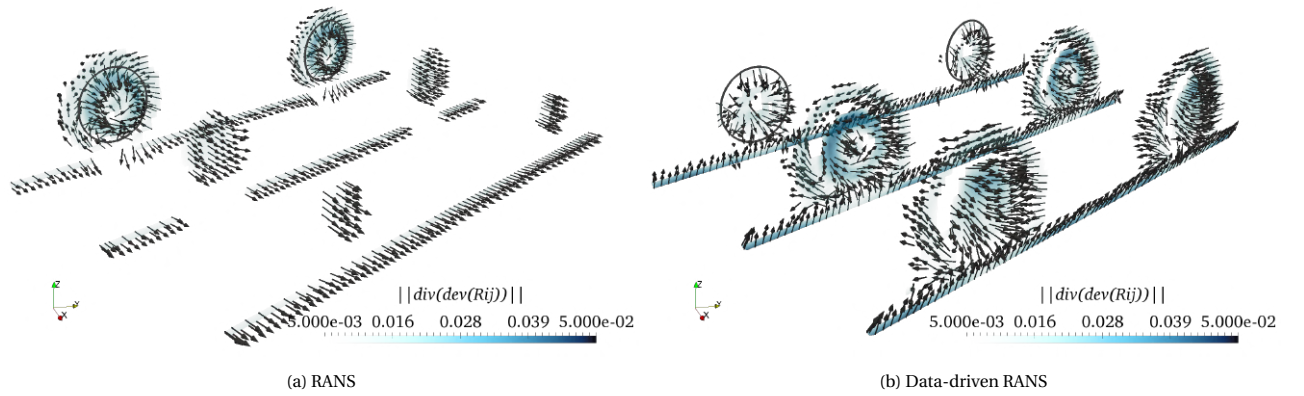 Z
Y
X
||div(dev(Rij))||
5.000e-03 0.016 0.028 0.039 5.000e-02
(a) RANS
Z
Y
X
||div(dev(Rij))||
5.000e-03 0.016 0.028 0.039 5.000e-02
(b) Data-driven RANS